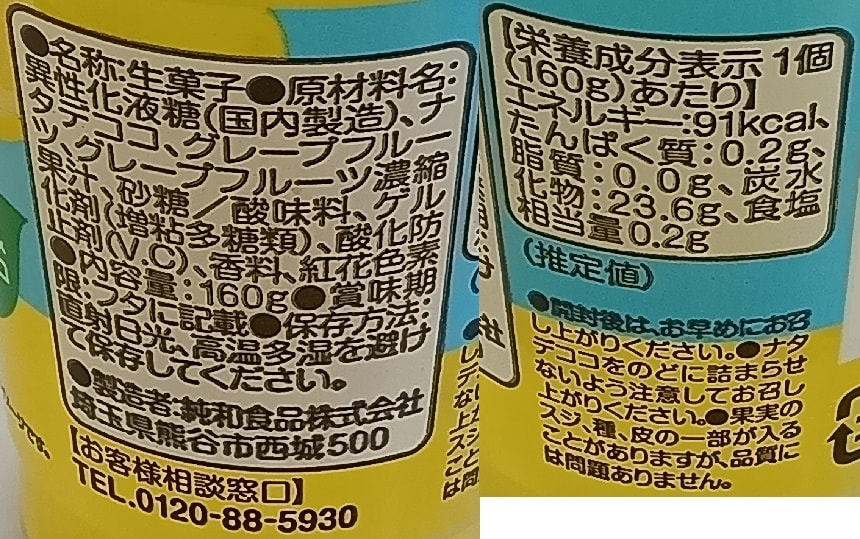 ●名称:生菓子●原材料名:
異性化液糖(国内製造)、ナ
タデココ、グレープフルー
ツ、グレープフルーツ濃縮
果汁、砂糖/酸味料、ゲル
化剤(増粘多糖類)、酸化防
止剤(V.C)、香料、紅花色素
●内容量:160g●賞味期
限:フタに記載●保存方法:
直射日光、高温多湿を避け
て保存してください。
●製造者:純和食品株式会社
埼玉県熊谷市西城500
【お客様相談窓口】
TEL.0120-88-5930
【栄養成分表示 1個
(160g)あたり】
エネルギー:91kcal、
たんぱく質:0.2g、
脂質:0.0g、炭水
化物:23.6g、食塩
相当量0.2g
(推定値)
●開封後は、お早めにお召
し上がりください。●ナタ
デココをのどに詰まらせ
ないよう注意してお召し
上がりください。●果実の
スジ、種、皮の一部が入る
ことがありますが、品質に
は問題ありません。